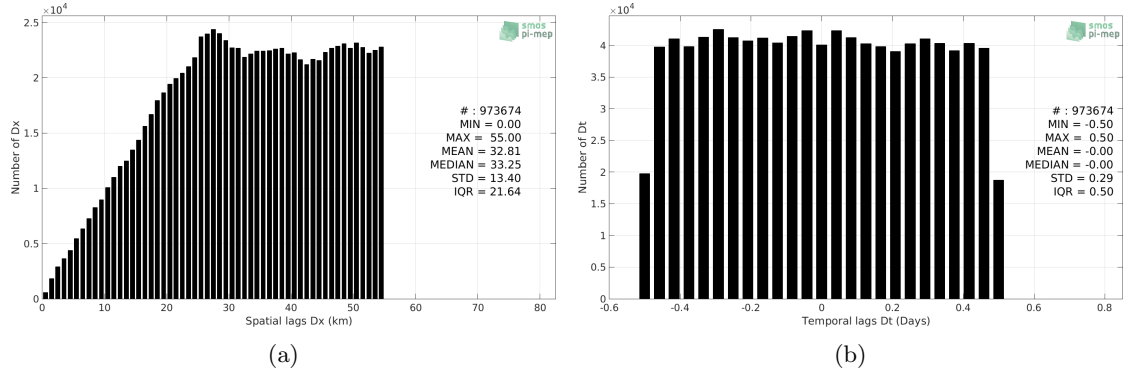 ×10⁴
2.5
2
1.5
1
0.5
0
Number of Dx
smos
pi-mep
# : 973674
MIN = 0.00
MAX = 55.00
MEAN = 32.81
MEDIAN = 33.25
STD = 13.40
IQR = 21.64
0 10 20 30 40 50 60 70 80
Spatial lags Dx (km)
(a)
×10⁴
4
3.5
3
2.5
2
1.5
1
0.5
0
Number of Dt
smos
pi-mep
# : 973674
MIN = -0.50
MAX = 0.50
MEAN = -0.00
MEDIAN = -0.00
STD = 0.29
IQR = 0.50
-0.6 -0.4 -0.2 0 0.2 0.4 0.6 0.8
Temporal lags Dt (Days)
(b)